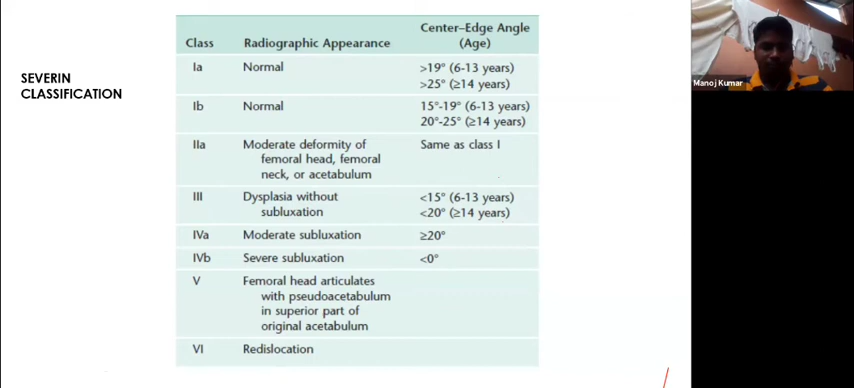 SEVERIN
CLASSIFICATION
Class Radiographic Appearance Center–Edge Angle
(Age)
Ia Normal >19° (6-13 years)
>25° (≥14 years)
Ib Normal 15°-19° (6-13 years)
20°-25° (≥14 years)
IIa Moderate deformity of Same as class I
femoral head, femoral
neck, or acetabulum
III Dysplasia without <15° (6-13 years)
subluxation <20° (≥14 years)
IVa Moderate subluxation ≥20°
IVb Severe subluxation <0°
V Femoral head articulates
with pseudoacetabulum
in superior part of
original acetabulum
VI Redislocation
Manoj Kumar